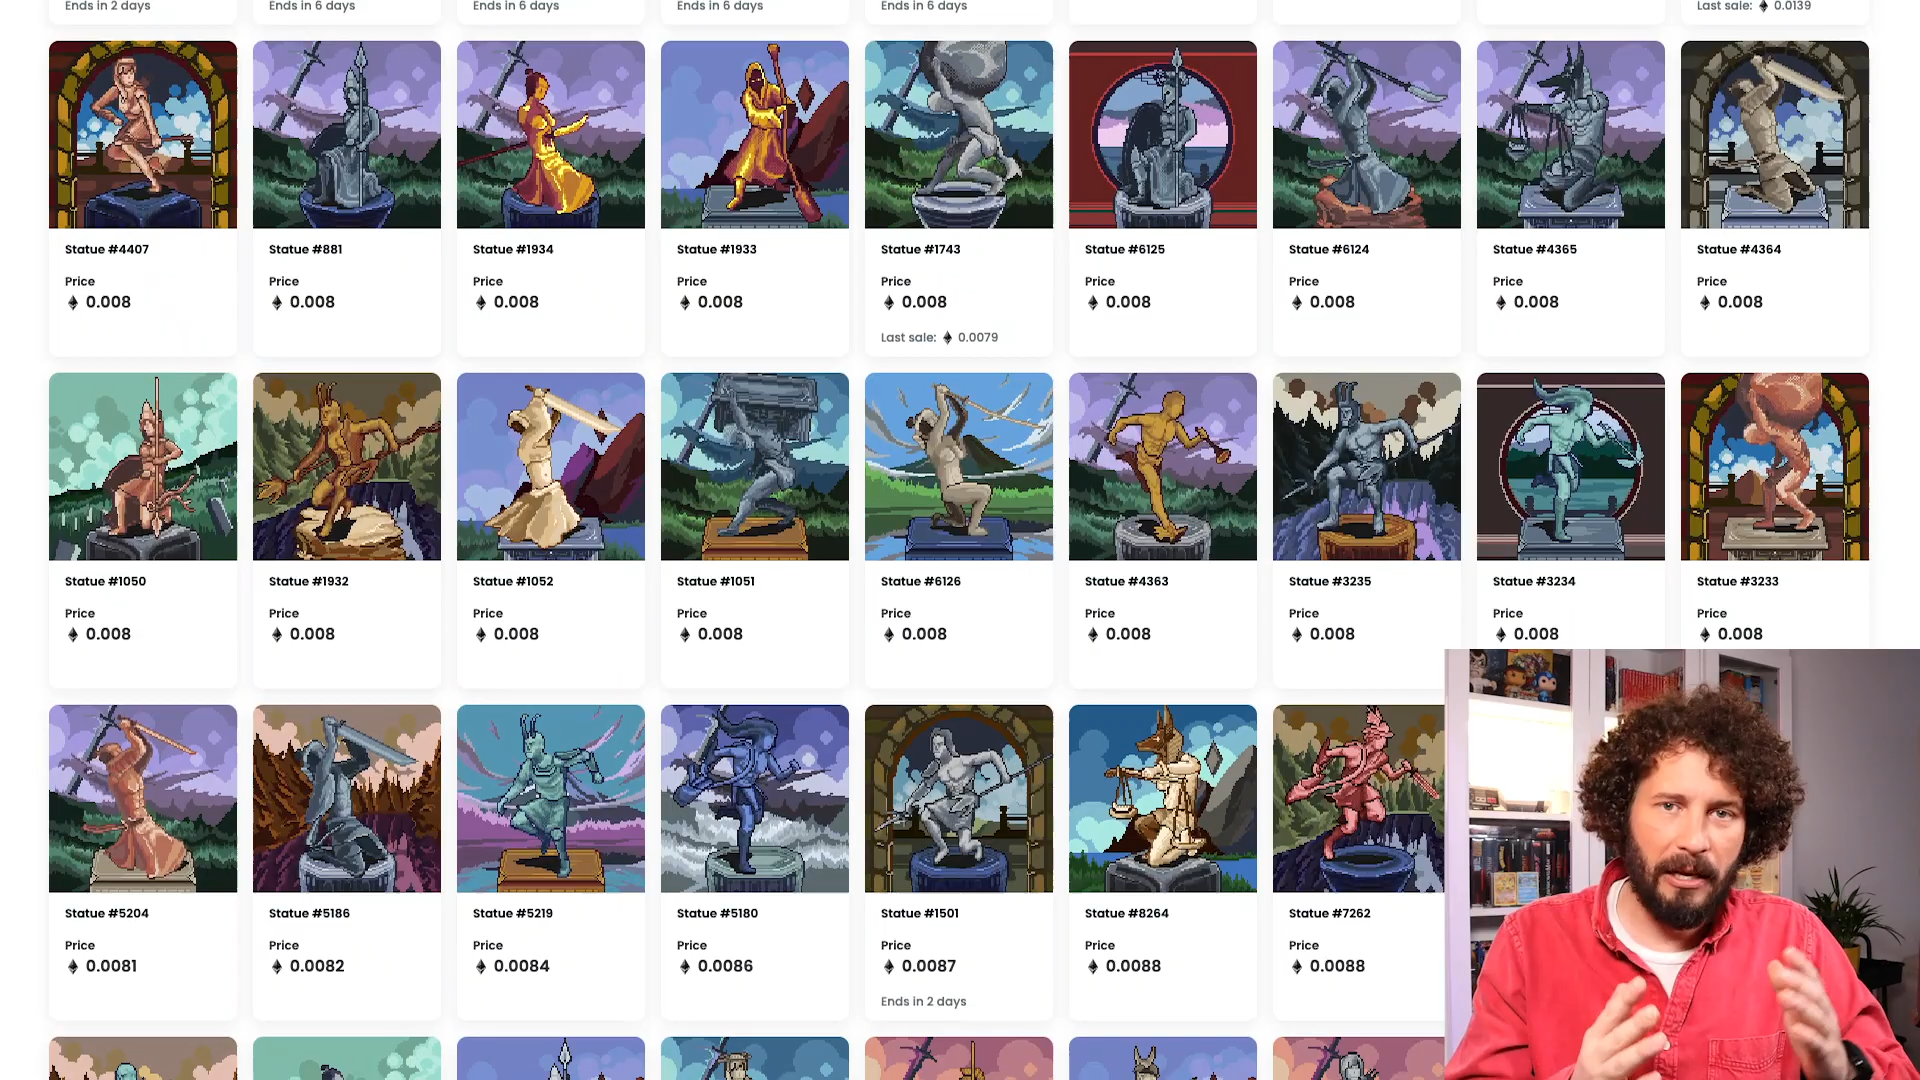 Ends in 2 days
Ends in 6 days
Ends in 6 days
Ends in 6 days
Ends in 6 days
Last sale: 0.0139
Statue #4407
Price
0.008
Statue #881
Price
0.008
Statue #1934
Price
0.008
Statue #1933
Price
0.008
Statue #1743
Price
0.008
Last sale: 0.0079
Statue #6125
Price
0.008
Statue #6124
Price
0.008
Statue #4365
Price
0.008
Statue #4364
Price
0.008
Statue #1050
Price
0.008
Statue #1932
Price
0.008
Statue #1052
Price
0.008
Statue #1051
Price
0.008
Statue #6126
Price
0.008
Statue #4363
Price
0.008
Statue #3235
Price
0.008
Statue #3234
Price
0.008
Statue #3233
Price
0.008
Statue #5204
Price
0.0081
Statue #5186
Price
0.0082
Statue #5219
Price
0.0084
Statue #5180
Price
0.0086
Statue #1501
Price
0.0087
Ends in 2 days
Statue #8264
Price
0.0088
Statue #7262
Price
0.0088